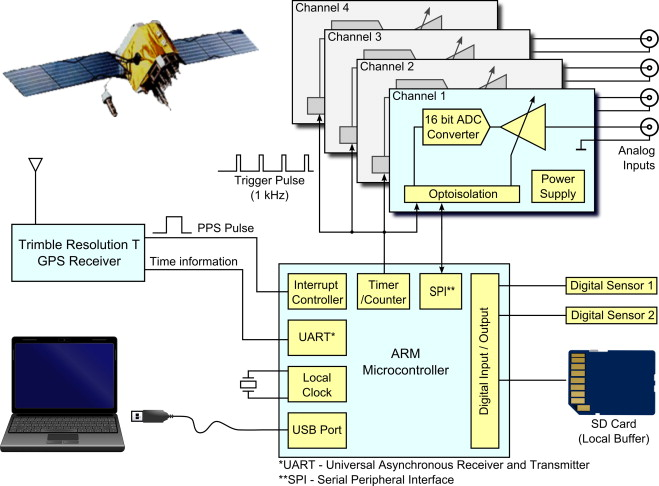 Channel 4
Channel 3
Channel 2
Channel 1
16 bit ADC
Converter
Analog
Inputs
Optoisolation
Power
Supply
Trigger Pulse
(1 kHz)
PPS Pulse
Trimble Resolution T
GPS Receiver
Time information
Interrupt
Controller
Timer
/Counter
SPI**
Digital Input / Output
Digital Sensor 1
Digital Sensor 2
UART*
ARM
Microcontroller
Local
Clock
USB Port
SD Card
(Local Buffer)
*UART - Universal Asynchronous Receiver and Transmitter
**SPI - Serial Peripheral Interface